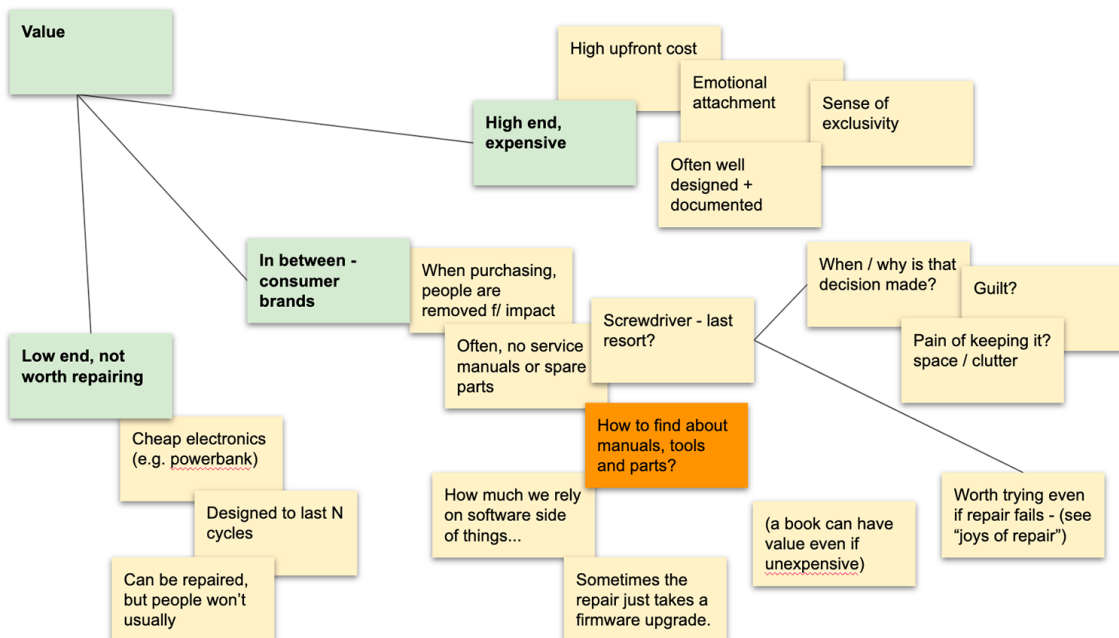 Value
High upfront cost
Emotional
attachment
Sense of
exclusivity
High end,
expensive
Often well
designed +
documented
In between -
consumer
brands
When purchasing,
people are
removed f/ impact
Often, no service
manuals or spare
parts
Screwdriver - last
resort?
When / why is that
decision made?
Guilt?
Pain of keeping it?
space / clutter
Low end, not
worth repairing
Cheap electronics
(e.g. powerbank)
Designed to last N
cycles
Can be repaired,
but people won't
usually
How to find about
manuals, tools
and parts?
How much we rely
on software side
of things...
Sometimes the
repair just takes a
firmware upgrade.
(a book can have
value even if
unexpensive)
Worth trying even
if repair fails - (see
“joys of repair”)